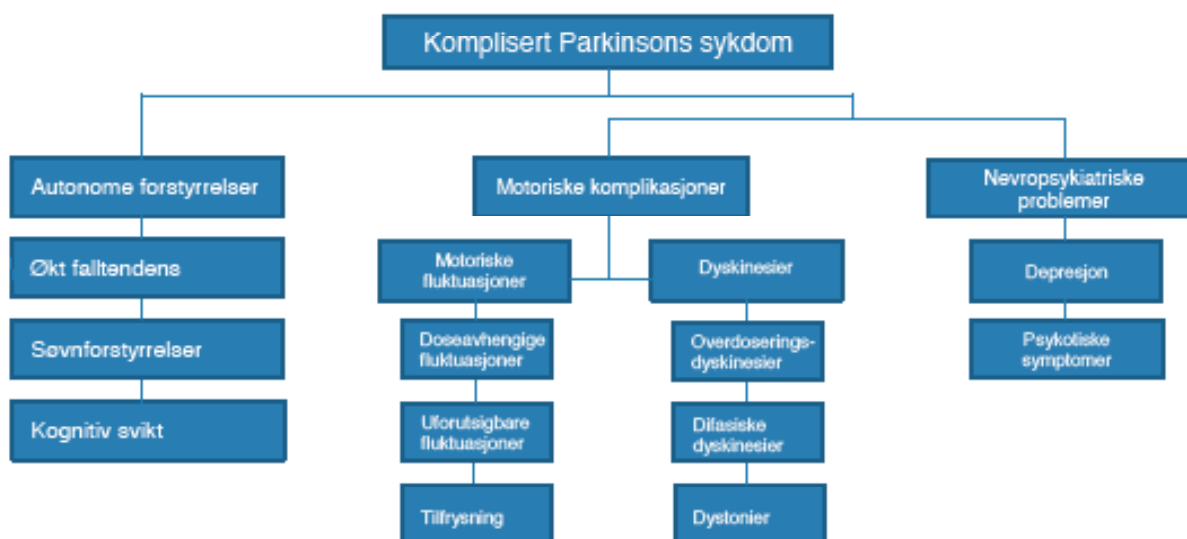 Komplisert Parkinsons sykdom
Autonome forstyrrelser
Økt falltendens
Søvnforstyrrelser
Kognitiv svikt
Motoriske komplikasjoner
Motoriske
fluktuasjoner
Doseavhengige
fluktuasjoner
Uforutsigbare
fluktuasjoner
Tilfrysning
Dyskinesier
Overdoserings-
dyskinesier
Difasiske
dyskinesier
Dystonier
Nevropsykiatriske
problemer
Depresjon
Psykotiske
symptomer